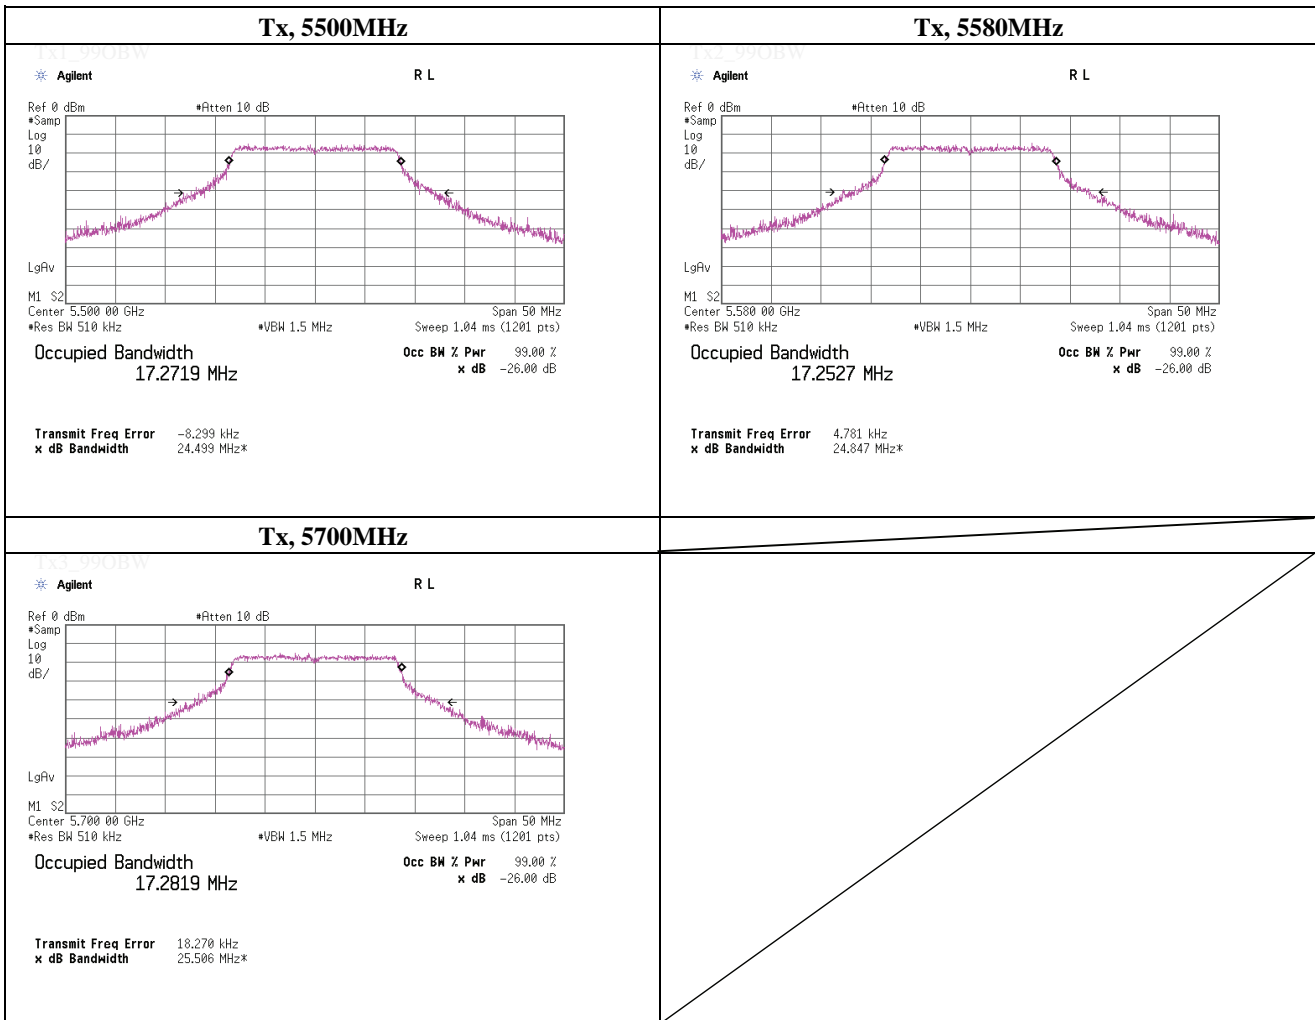 Tx, 5500MHz
Tx1_99OBW
Agilent
R L
Ref 0 dBm
#Atten 10 dB
#Samp
Log
10
dB/
LgAv
M1 S2
Center 5.500 00 GHz
Span 50 MHz
#Res BW 510 kHz
#VBW 1.5 MHz
Sweep 1.04 ms (1201 pts)
Occupied Bandwidth
17.2719 MHz
Occ BW % Pwr 99.00 %
x dB -26.00 dB
Transmit Freq Error -8.299 kHz
x dB Bandwidth 24.499 MHz*
Tx, 5580MHz
Tx2_99OBW
Agilent
R L
Ref 0 dBm
#Atten 10 dB
#Samp
Log
10
dB/
LgAv
M1 S2
Center 5.580 00 GHz
Span 50 MHz
#Res BW 510 kHz
#VBW 1.5 MHz
Sweep 1.04 ms (1201 pts)
Occupied Bandwidth
17.2527 MHz
Occ BW % Pwr 99.00 %
x dB -26.00 dB
Transmit Freq Error 4.781 kHz
x dB Bandwidth 24.847 MHz*
Tx, 5700MHz
Tx3_99OBW
Agilent
R L
Ref 0 dBm
#Atten 10 dB
#Samp
Log
10
dB/
LgAv
M1 S2
Center 5.700 00 GHz
Span 50 MHz
#Res BW 510 kHz
#VBW 1.5 MHz
Sweep 1.04 ms (1201 pts)
Occupied Bandwidth
17.2819 MHz
Occ BW % Pwr 99.00 %
x dB -26.00 dB
Transmit Freq Error 18.270 kHz
x dB Bandwidth 25.506 MHz*